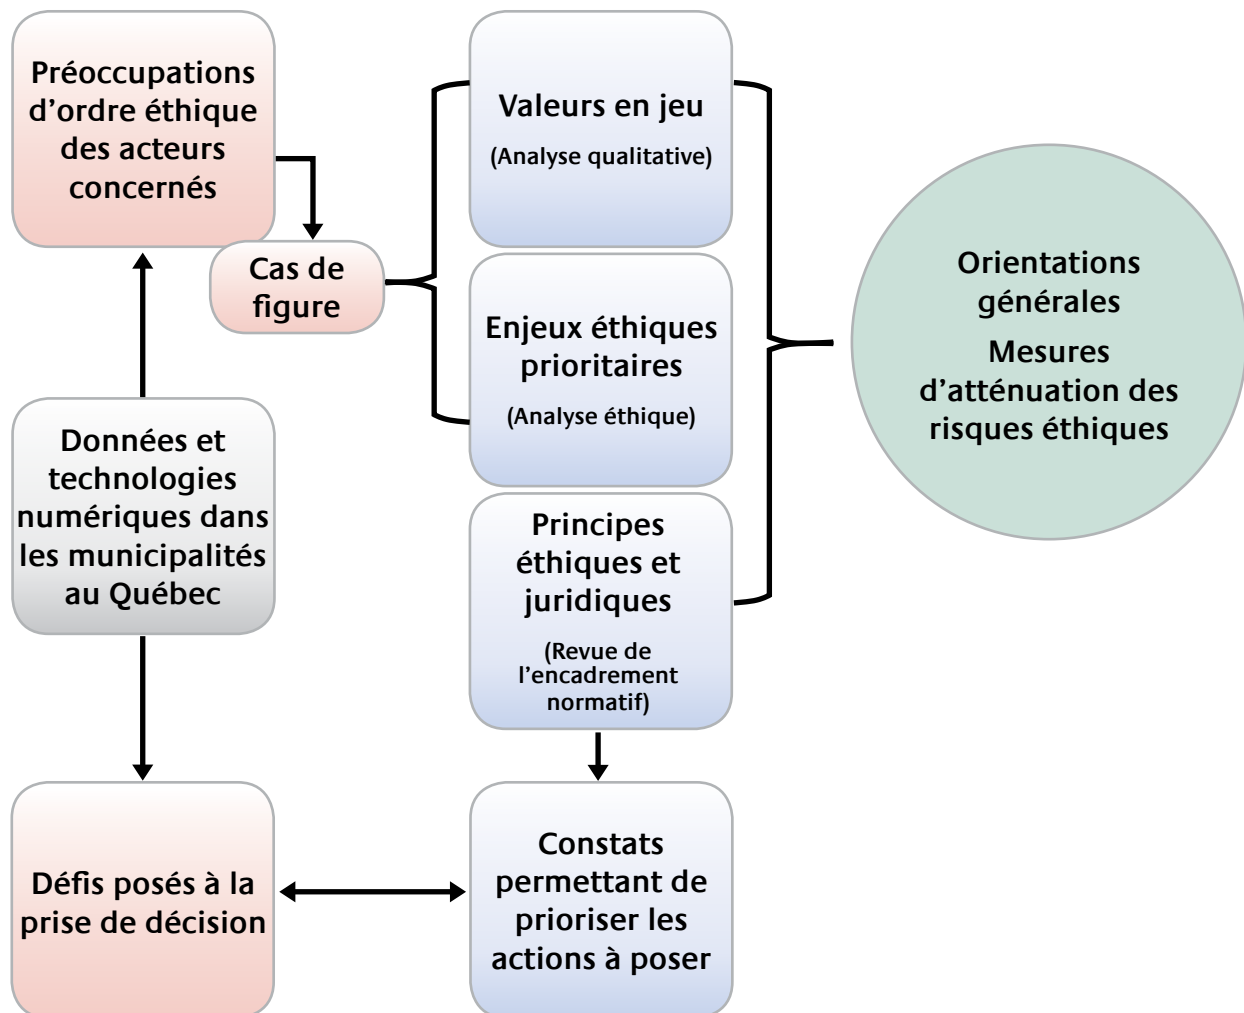 Préoccupations
d’ordre éthique
des acteurs
concernés
Cas de
figure
Données et
technologies
numériques dans
les municipalités
au Québec
Défis posés à la
prise de décision
Valeurs en jeu
(Analyse qualitative)
Enjeux éthiques
prioritaires
(Analyse éthique)
Principes
éthiques et
juridiques
(Revue de
l’encadrement
normatif)
Constats
permettant de
prioriser les
actions à poser
Orientations
générales
Mesures
d’atténuation des
risques éthiques